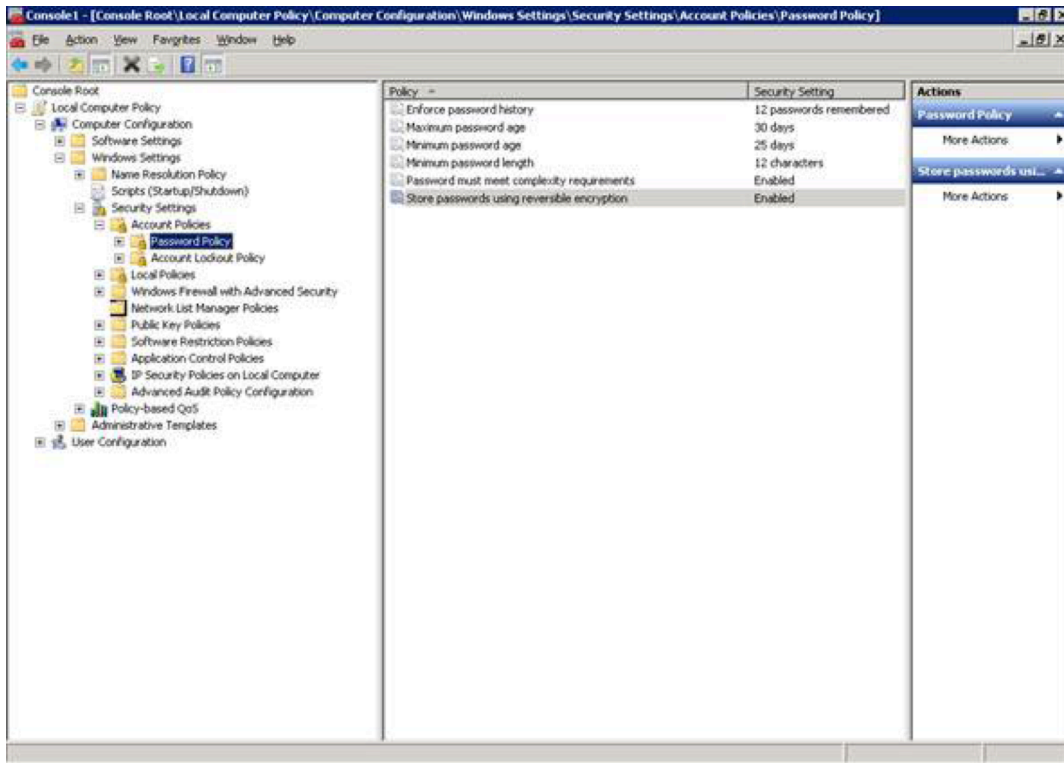 Console1 - [Console Root\Local Computer Policy\Computer Configuration\Windows Settings\Security Settings\Account Policies\Password Policy]
File Action View Favorites Window Help
Console Root
Local Computer Policy
Computer Configuration
Software Settings
Windows Settings
Name Resolution Policy
Scripts (Startup/Shutdown)
Security Settings
Account Policies
Password Policy
Account Lockout Policy
Local Policies
Windows Firewall with Advanced Security
Network List Manager Policies
Public Key Policies
Software Restriction Policies
Application Control Policies
IP Security Policies on Local Computer
Advanced Audit Policy Configuration
Policy-based QoS
Administrative Templates
User Configuration
Policy Security Setting
Enforce password history 12 passwords remembered
Maximum password age 30 days
Minimum password age 25 days
Minimum password length 12 characters
Password must meet complexity requirements Enabled
Store passwords using reversible encryption Enabled
Actions
Password Policy
More Actions
Store passwords usi...
More Actions